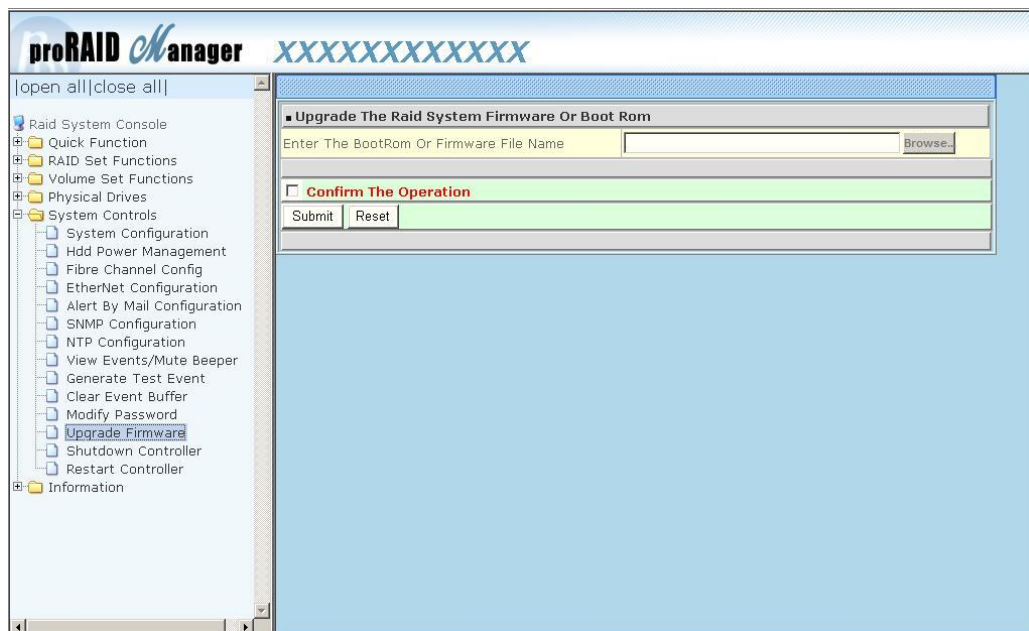 proRAID Manager XXXXXXXXXXXXX
|open all|close all|
Raid System Console
Quick Function
RAID Set Functions
Volume Set Functions
Physical Drives
System Controls
System Configuration
Hdd Power Management
Fibre Channel Config
EtherNet Configuration
Alert By Mail Configuration
SNMP Configuration
NTP Configuration
View Events/Mute Beeper
Generate Test Event
Clear Event Buffer
Modify Password
Upgrade Firmware
Shutdown Controller
Restart Controller
Information
Upgrade The Raid System Firmware Or Boot Rom
Enter The BootRom Or Firmware File Name Browse..
Confirm The Operation
Submit Reset